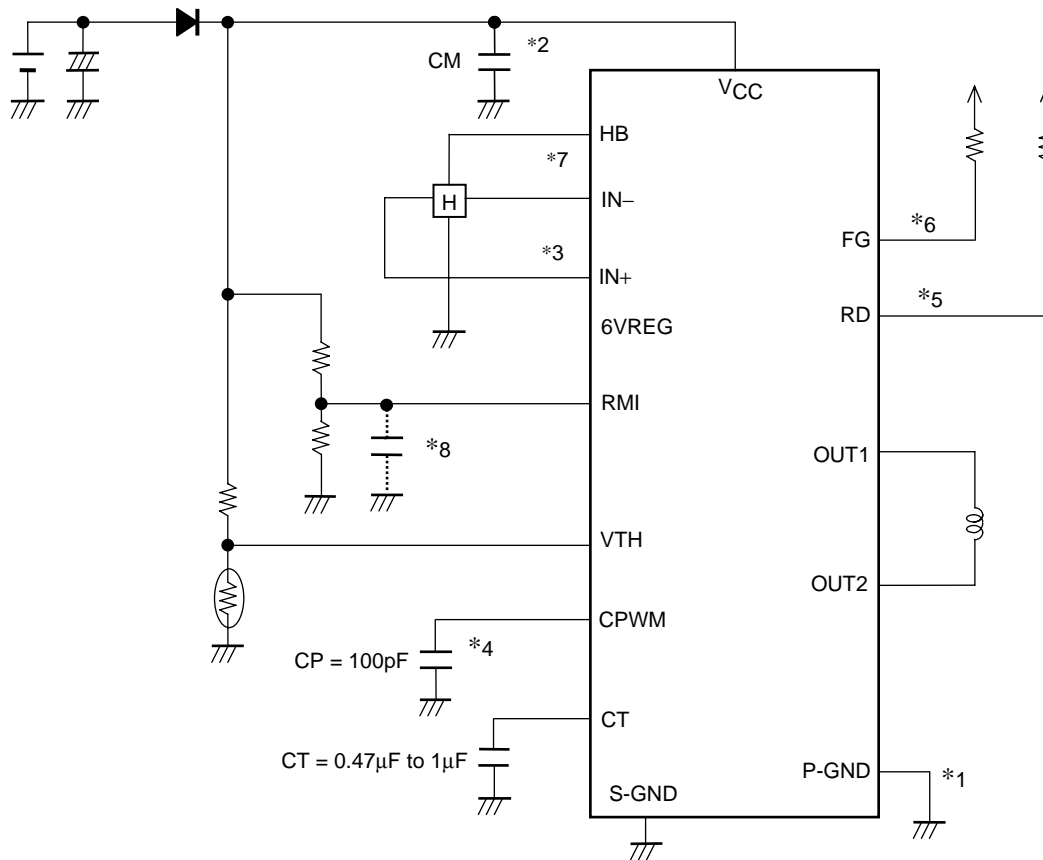 *2
CM
VCC
HB
*7
H
IN−
*6
FG
*3
IN+
*5
RD
6VREG
RMI
*8
OUT1
VTH
OUT2
CPWM
*4
CP = 100pF
CT
CT = 0.47μF to 1μF
P-GND
*1
S-GND